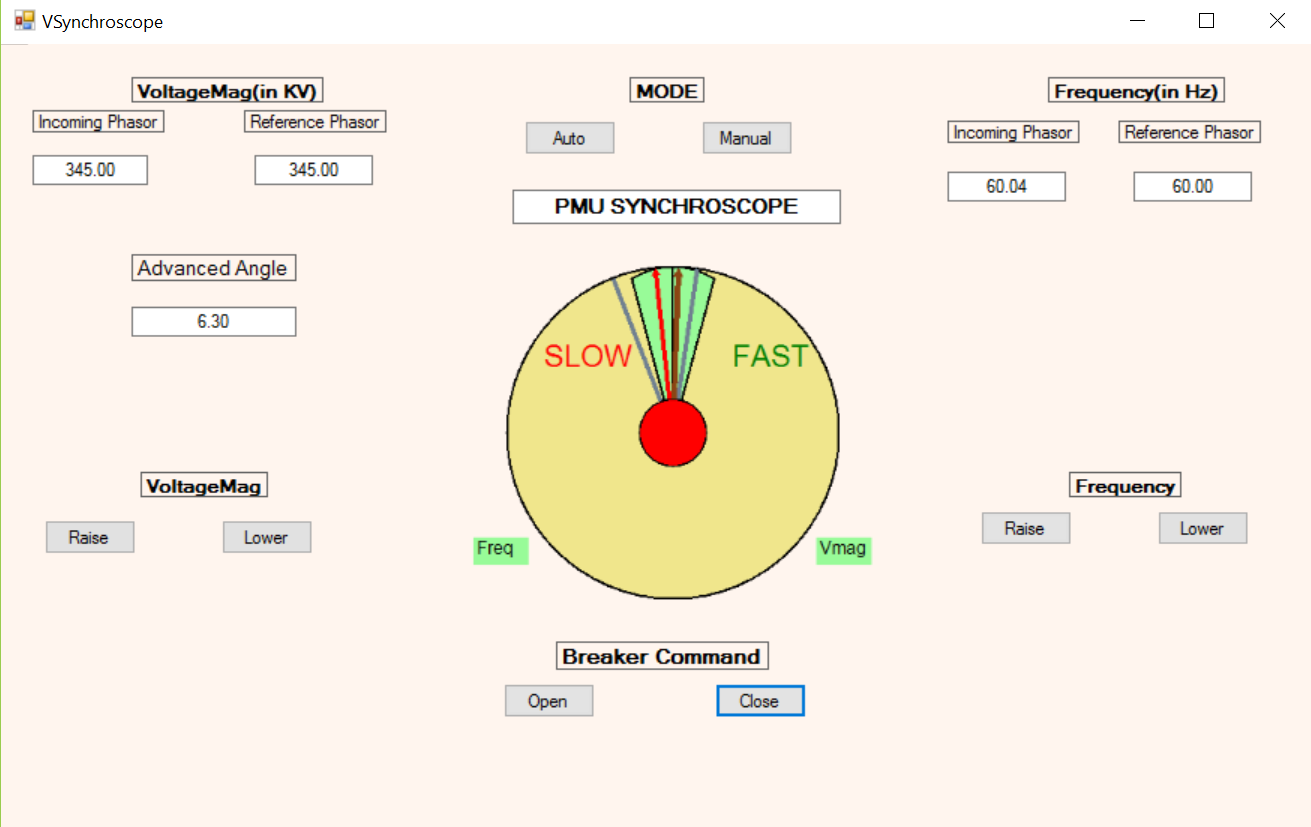 VSynchroscope
VoltageMag(in KV)
MODE
Frequency(in Hz)
Incoming Phasor
Reference Phasor
Incoming Phasor
Reference Phasor
Auto
Manual
345.00
345.00
60.04
60.00
PMU SYNCHROSCOPE
Advanced Angle
6.30
SLOW
FAST
VoltageMag
Frequency
Raise
Lower
Raise
Lower
Freq
Vmag
Breaker Command
Open
Close